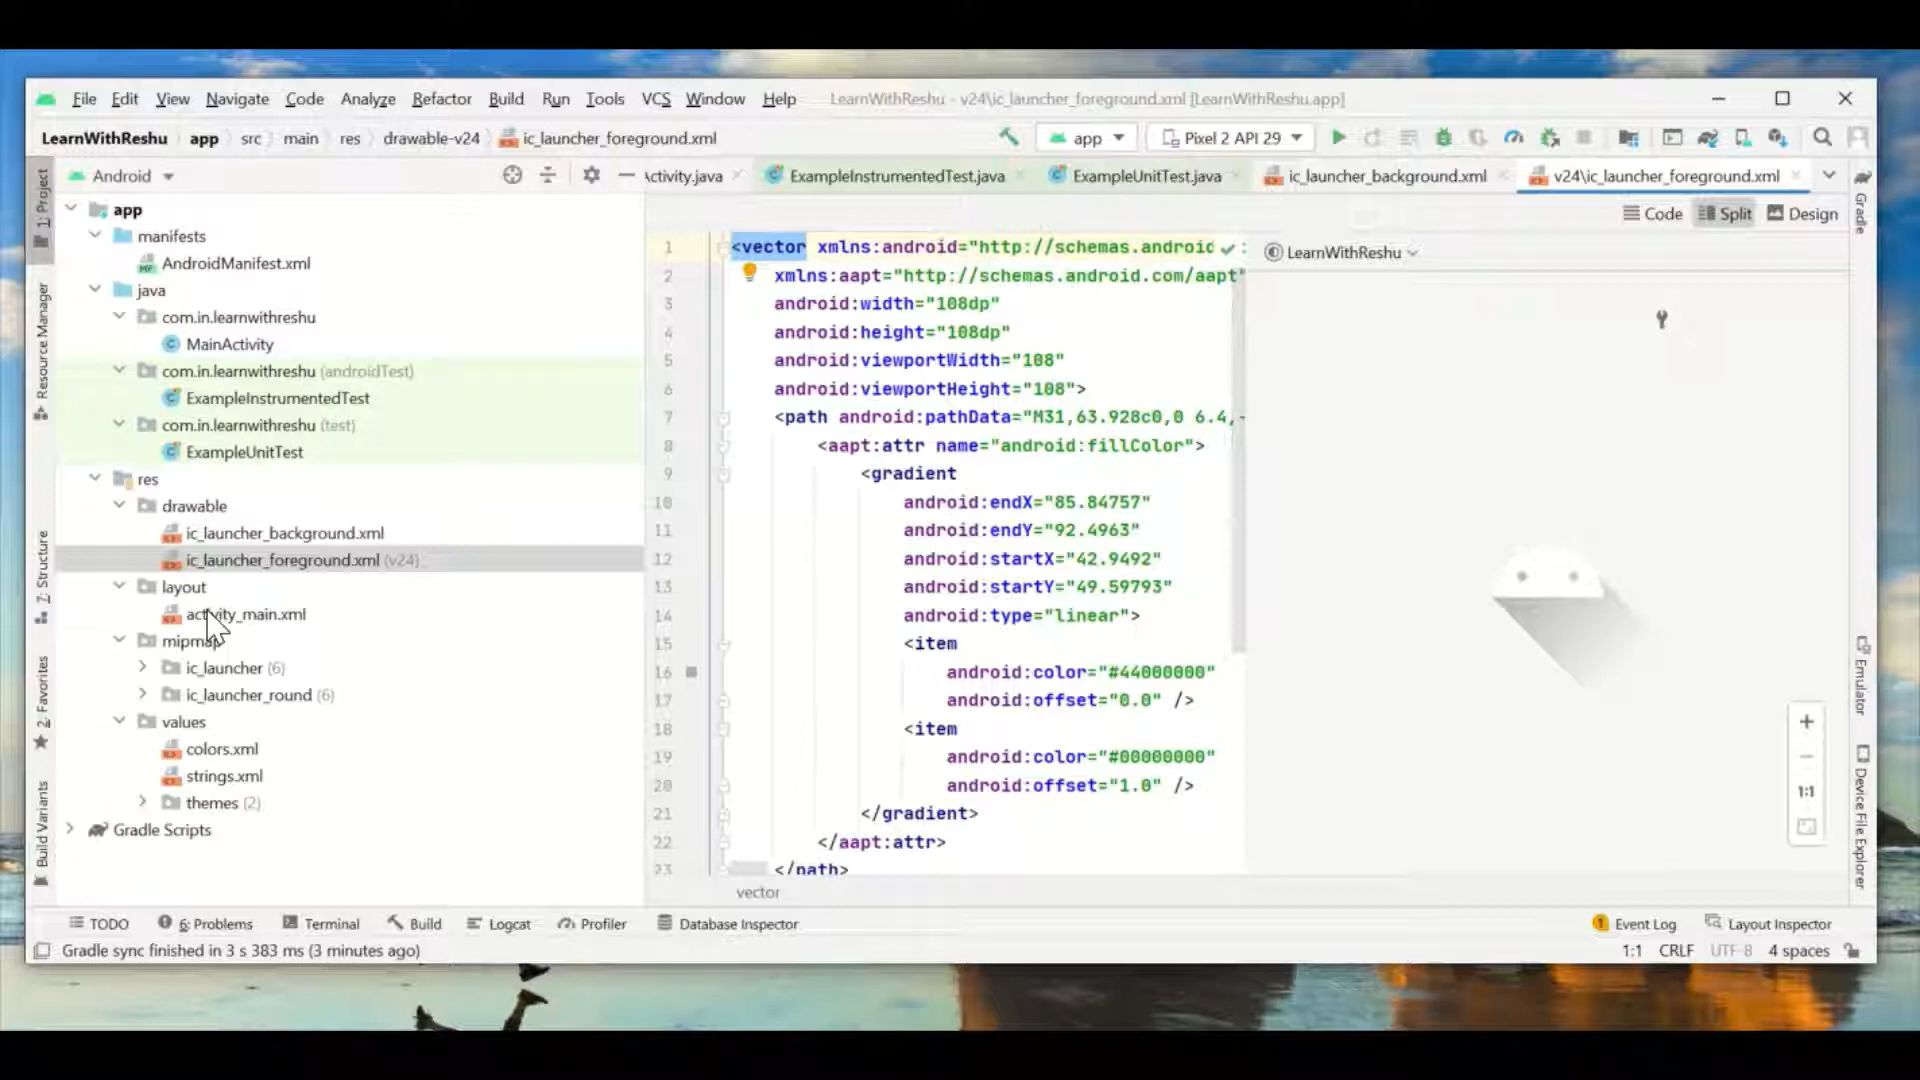 File Edit View Navigate Code Analyze Refactor Build Run Tools VCS Window Help LearnWithReshu - v24\ic_launcher_foreground.xml [LearnWithReshu.app]
LearnWithReshu app src main res drawable-v24 ic_launcher_foreground.xml app Pixel 2 API 29
Android
Activity.java ExampleInstrumentedTest.java ExampleUnitTest.java ic_launcher_background.xml v24\ic_launcher_foreground.xml
Code Split Design
1: Project
Resource Manager
7: Structure
2: Favorites
Build Variants
app
manifests
AndroidManifest.xml
java
com.in.learnwithreshu
MainActivity
com.in.learnwithreshu (androidTest)
ExampleInstrumentedTest
com.in.learnwithreshu (test)
ExampleUnitTest
res
drawable
ic_launcher_background.xml
ic_launcher_foreground.xml (v24)
layout
activity_main.xml
mipmap
ic_launcher (6)
ic_launcher_round (6)
values
colors.xml
strings.xml
themes (2)
Gradle Scripts
1 <vector xmlns:android="http://schemas.android
2 xmlns:aapt="http://schemas.android.com/aapt"
3 android:width="108dp"
4 android:height="108dp"
5 android:viewportWidth="108"
6 android:viewportHeight="108">
7 <path android:pathData="M31,63.928c0,0 6.4,-
8 <aapt:attr name="android:fillColor">
9 <gradient
10 android:endX="85.84757"
11 android:endY="92.4963"
12 android:startX="42.9492"
13 android:startY="49.59793"
14 android:type="linear">
15 <item
16 android:color="#44000000"
17 android:offset="0.0" />
18 <item
19 android:color="#00000000"
20 android:offset="1.0" />
21 </gradient>
22 </aapt:attr>
23 </path>
vector
LearnWithReshu
1:1
Gradle
Emulator
Device File Explorer
TODO 6: Problems Terminal Build Logcat Profiler Database Inspector 1 Event Log Layout Inspector
Gradle sync finished in 3 s 383 ms (3 minutes ago) 1:1 CRLF UTF-8 4 spaces